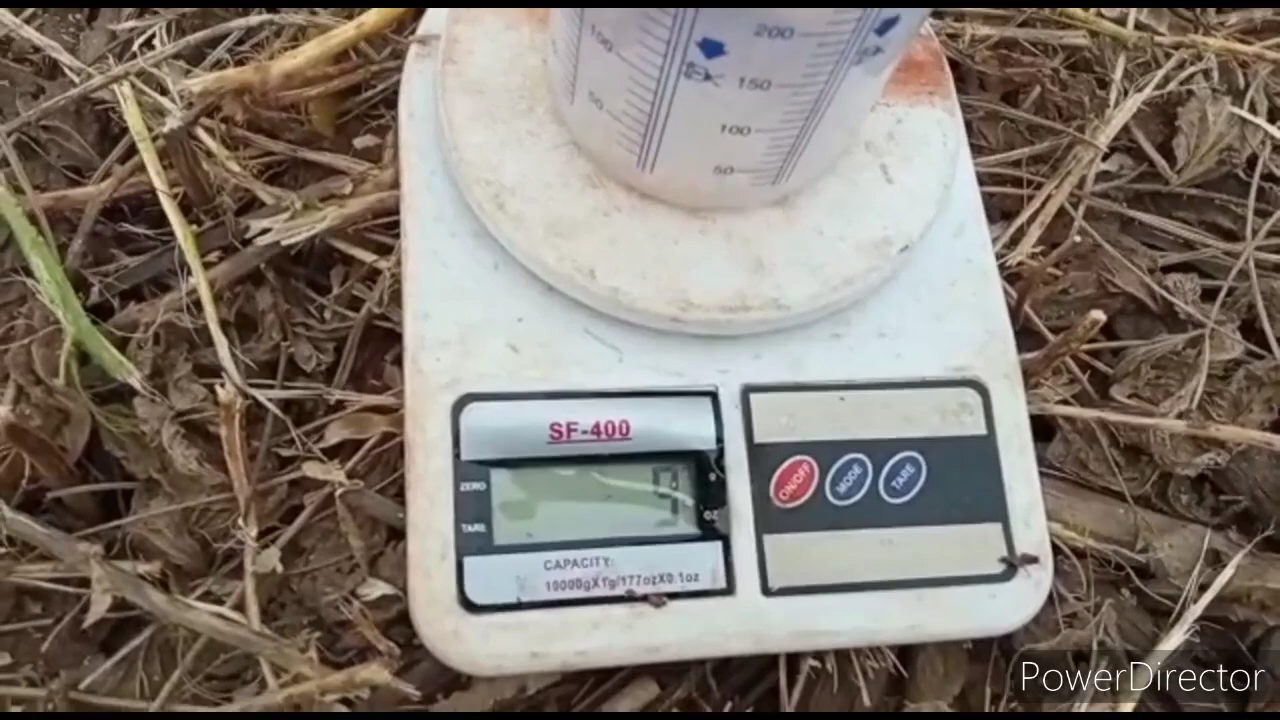 100
50
200
150
100
50
SF-400
ZERO
TARE
CAPACITY:
10000gX1g/177ozX0.1oz
ON/OFF
MODE
TARE
PowerDirector